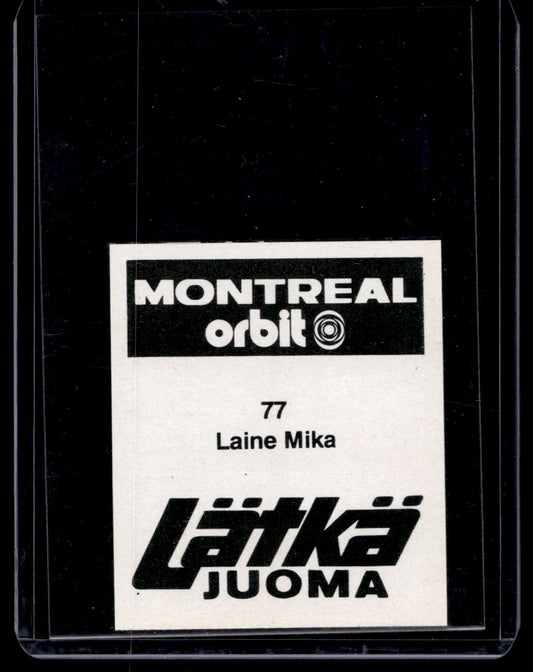 MONTREAL
orbit
77
Laine Mika
Lätkä
JUOMA